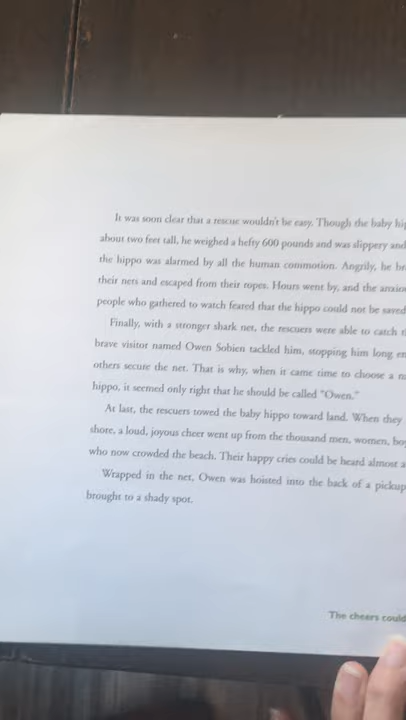 It was soon clear that a rescue wouldn't be easy. Though the baby
about two feet tall, he weighed a hefty 600 pounds and was slippery and
the hippo was alarmed by all the human commotion. Angrily, he
their nets and escaped from their ropes. Hours went by, and the
people who gathered to watch feared that the hippo could not be saved
Finally, with a stronger shark net, the rescuers were able to catch
brave visitor named Owen Sobien tackled him, stopping him long
others secure the net. That is why, when it came time to choose a
hippo, it seemed only right that he should be called "Owen."
At last, the rescuers towed the baby hippo toward land. When they
shore, a loud, joyous cheer went up from the thousand men, women,
who now crowded the beach. Their happy cries could be heard almost a
Wrapped in the net, Owen was hoisted into the back of a pickup
brought to a shady spot.
The cheers could